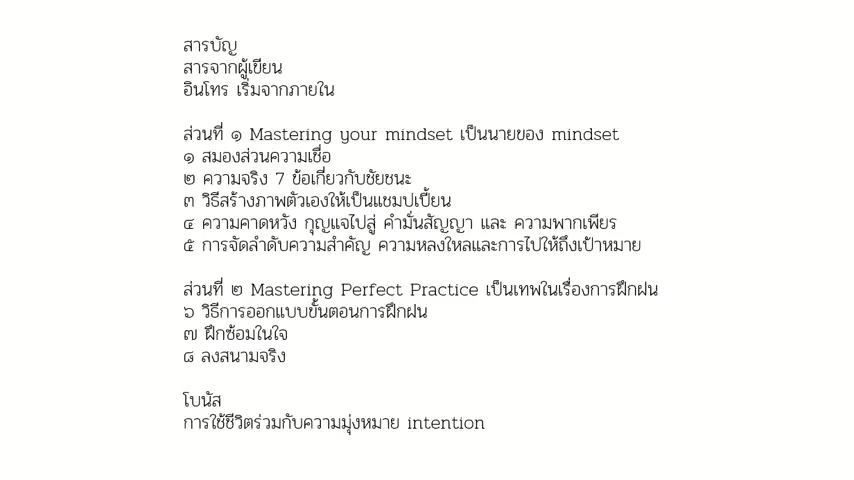 สารบัญ
สารจากผู้เขียน
อินโทร เริ่มจากภายใน
ส่วนที่ ๑ Mastering your mindset เป็นนายของ mindset
๑ สมองส่วนความเชื่อ
๒ ความจริง 7 ข้อเกี่ยวกับชัยชนะ
๓ วิธีสร้างภาพตัวเองให้เป็นแชมปเปี้ยน
๔ ความคาดหวัง กุญแจไปสู่ คำมั่นสัญญา และ ความพากเพียร
๕ การจัดลำดับความสำคัญ ความหลงใหลและการไปให้ถึงเป้าหมาย
ส่วนที่ ๒ Mastering Perfect Practice เป็นเทพในเรื่องการฝึกฝน
๖ วิธีการออกแบบขั้นตอนการฝึกฝน
๗ ฝึกซ้อมในใจ
๘ ลงสนามจริง
โบนัส
การใช้ชีวิตร่วมกับความมุ่งหมาย intention